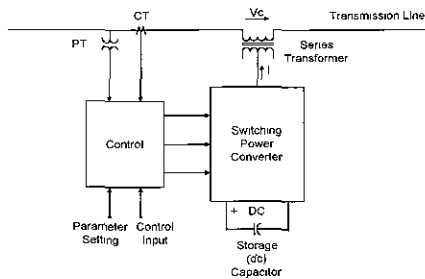 CT
Vc
Transmission Line
PT
Series
Transformer
I
Control
Switching
Power
Converter
+ DC
Parameter
Setting
Control
Input
Storage
(dc)
Capacitor